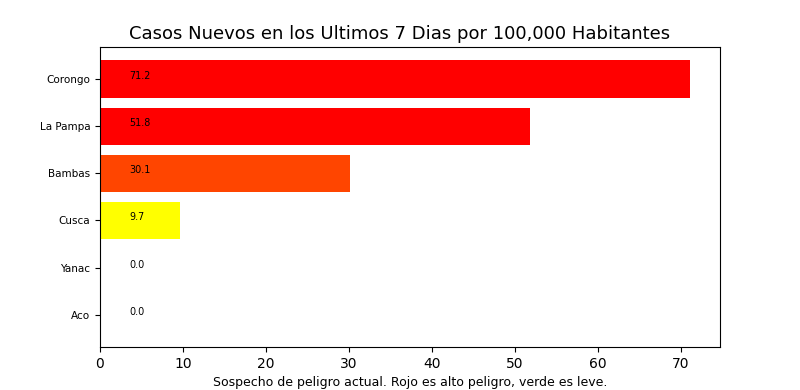 Casos Nuevos en los Ultimos 7 Dias por 100,000 Habitantes
Corongo 71.2
La Pampa 51.8
Bambas 30.1
Cusca 9.7
Yanac 0.0
Aco 0.0
0 10 20 30 40 50 60 70
Sospecho de peligro actual. Rojo es alto peligro, verde es leve.